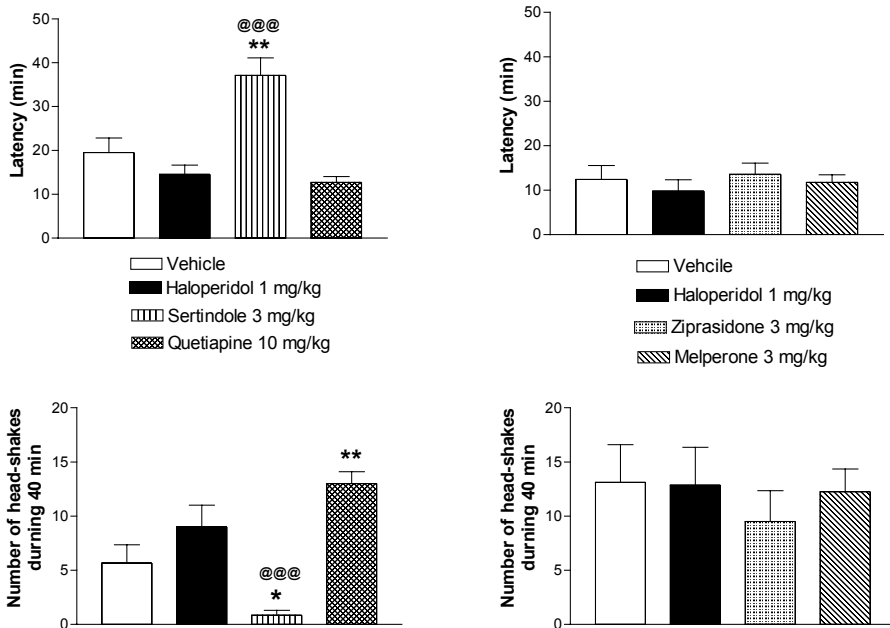 50
40
30
20
10
0
Latency (min)
@@@
**
Vehicle
Haloperidol 1 mg/kg
Sertindole 3 mg/kg
Quetiapine 10 mg/kg
50
40
30
20
10
0
Latency (min)
Vehcile
Haloperidol 1 mg/kg
Ziprasidone 3 mg/kg
Melperone 3 mg/kg
20
15
10
5
0
Number of head-shakes
durning 40 min
@@@
*
**
20
15
10
5
0
Number of head-shakes
durning 40 min